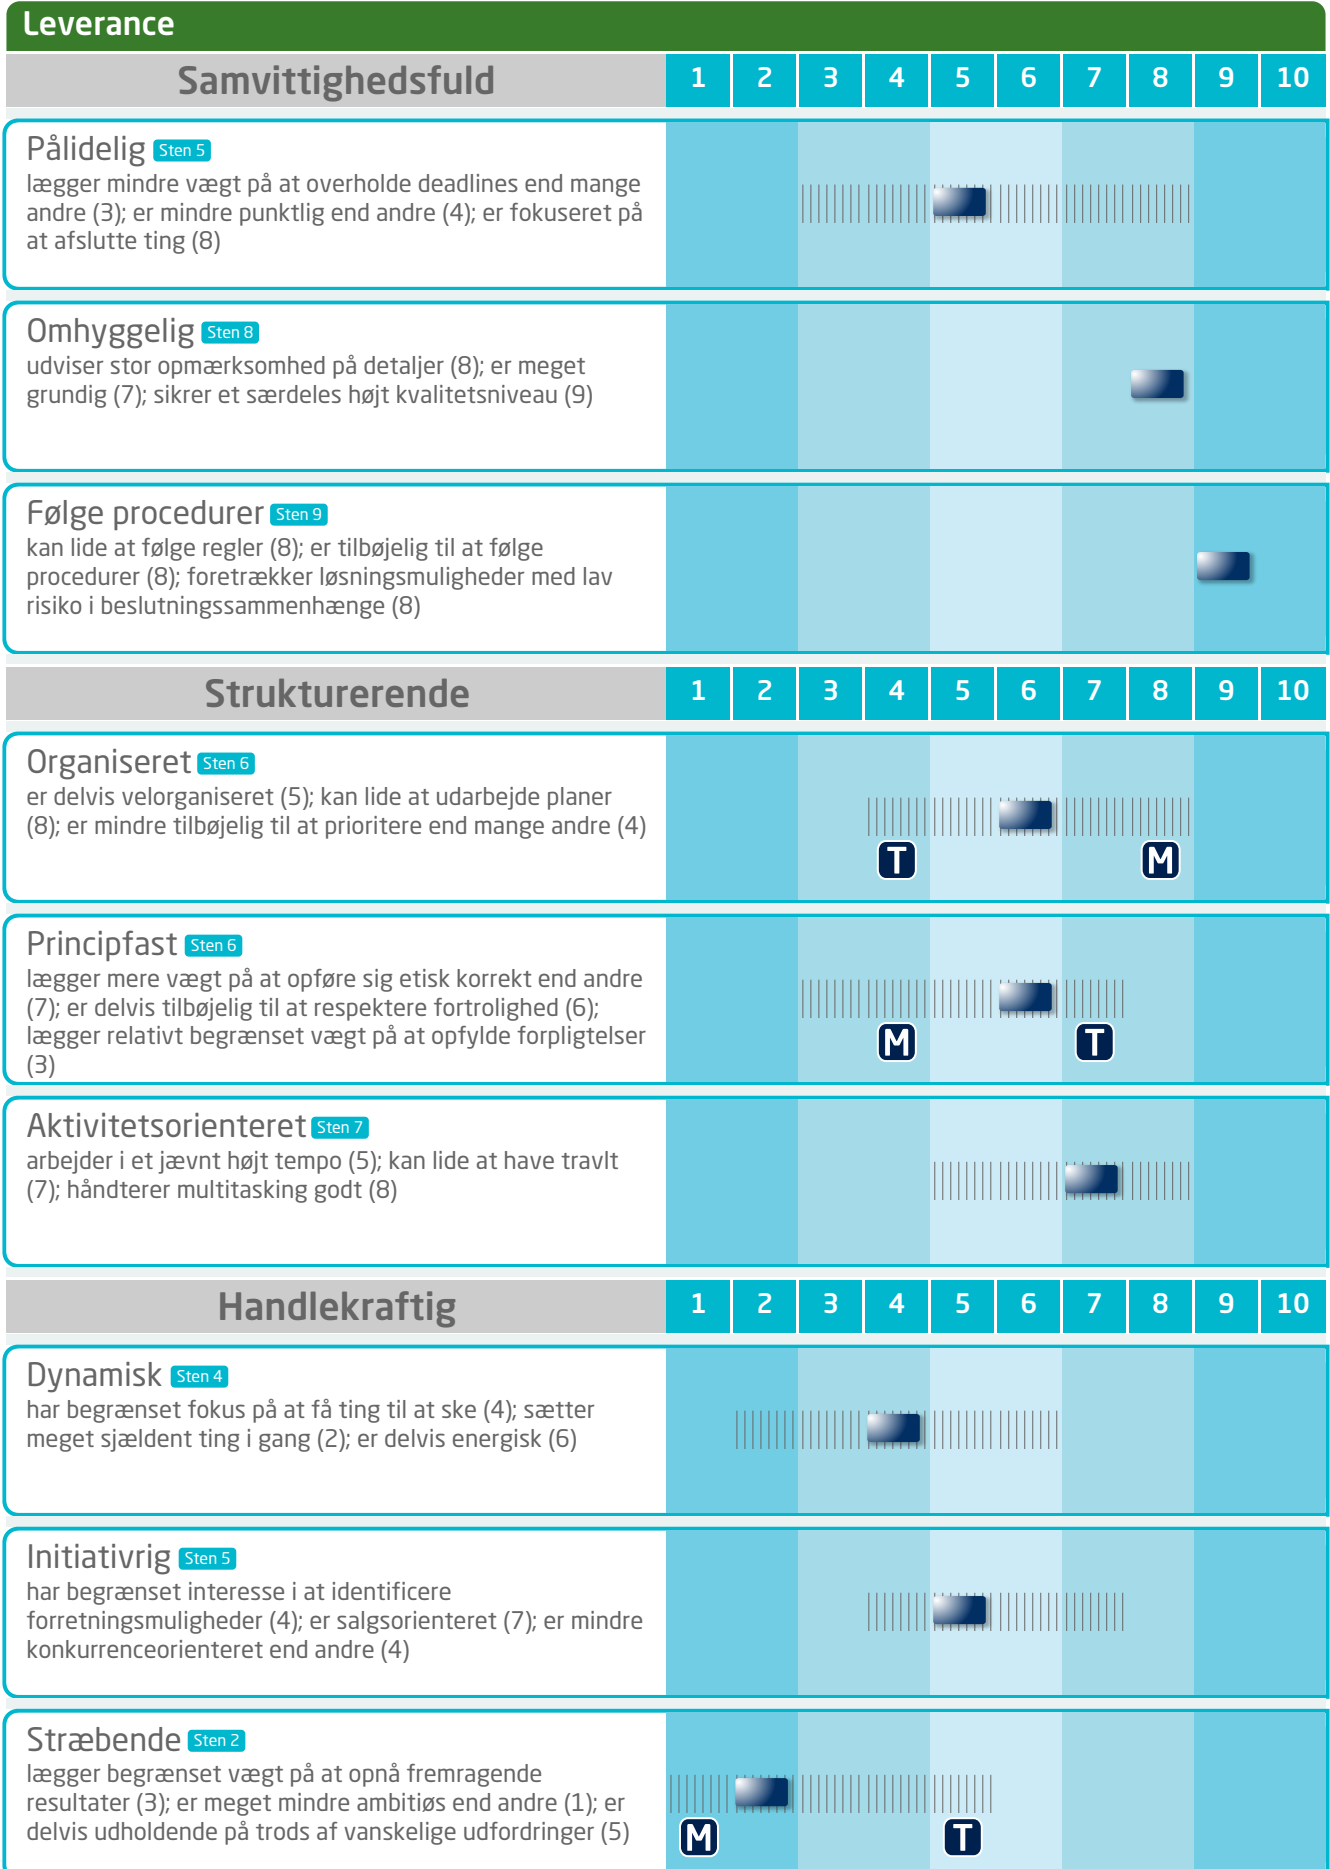 Leverance
Samvittighedsfuld 1 2 3 4 5 6 7 8 9 10
Pålidelig Sten 5
lægger mindre vægt på at overholde deadlines end mange
andre (3); er mindre punktlig end andre (4); er fokuseret på
at afslutte ting (8)
Omhyggelig Sten 8
udviser stor opmærksomhed på detaljer (8); er meget
grundig (7); sikrer et særdeles højt kvalitetsniveau (9)
Følge procedurer Sten 9
kan lide at følge regler (8); er tilbøjelig til at følge
procedurer (8); foretrækker løsningsmuligheder med lav
risiko i beslutningssammenhænge (8)
Strukturerende 1 2 3 4 5 6 7 8 9 10
Organiseret Sten 6
er delvis velorganiseret (5); kan lide at udarbejde planer
(8); er mindre tilbøjelig til at prioritere end mange andre (4)
T M
Principfast Sten 6
lægger mere vægt på at opføre sig etisk korrekt end andre
(7); er delvis tilbøjelig til at respektere fortrolighed (6);
lægger relativt begrænset vægt på at opfylde forpligtelser
(3)
M T
Aktivitetsorienteret Sten 7
arbejder i et jævnt højt tempo (5); kan lide at have travlt
(7); håndterer multitasking godt (8)
Handlekraftig 1 2 3 4 5 6 7 8 9 10
Dynamisk Sten 4
har begrænset fokus på at få ting til at ske (4); sætter
meget sjældent ting i gang (2); er delvis energisk (6)
Initiativrig Sten 5
har begrænset interesse i at identificere
forretningsmuligheder (4); er salgsorienteret (7); er mindre
konkurrenceorienteret end andre (4)
Stræbende Sten 2
lægger begrænset vægt på at opnå fremragende
resultater (3); er meget mindre ambitiøs end andre (1); er
delvis udholdende på trods af vanskelige udfordringer (5)
M T